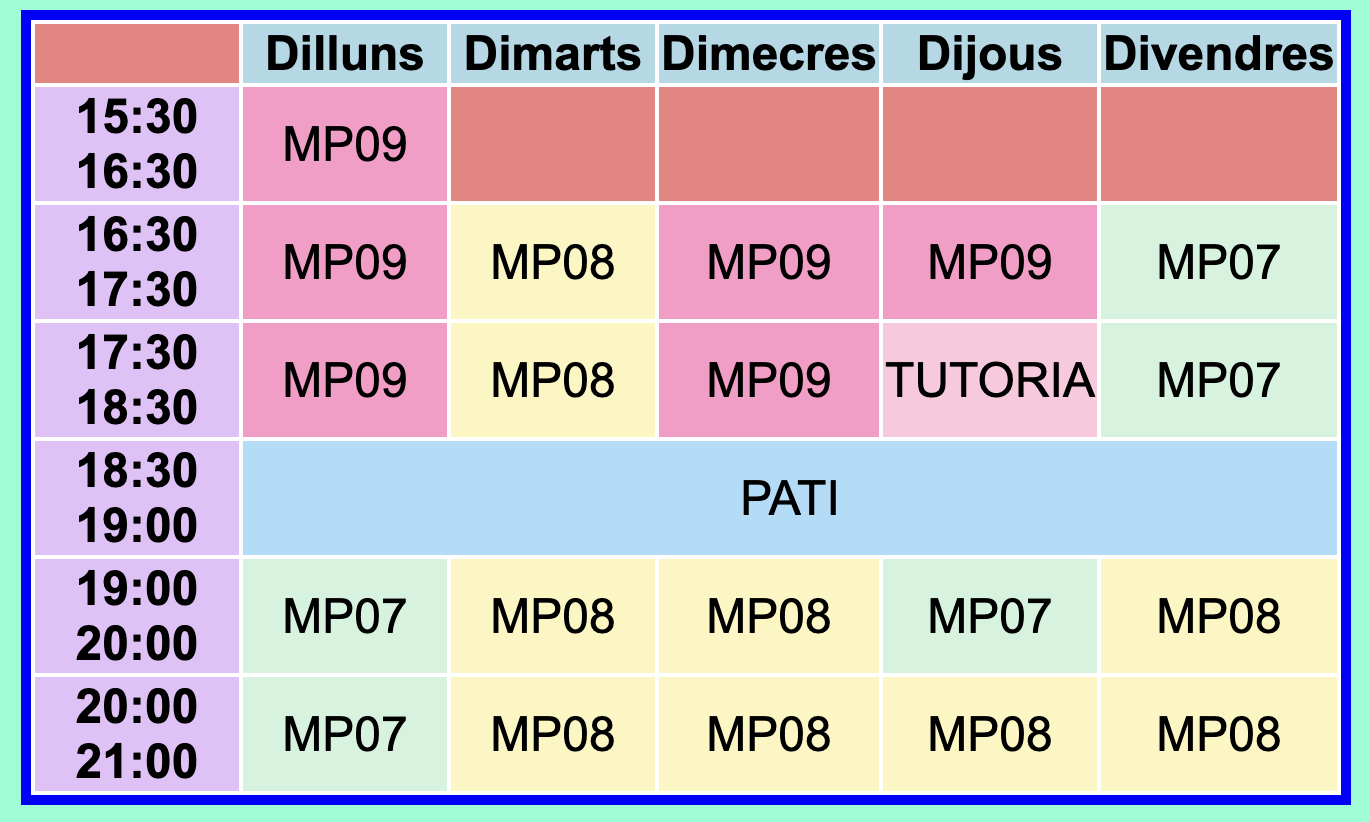 Dilluns Dimarts Dimecres Dijous Divendres
15:30
16:30
MP09
16:30
17:30
MP09 MP08 MP09 MP09 MP07
17:30
18:30
MP09 MP08 MP09 TUTORIA MP07
18:30
19:00
PATI
19:00
20:00
MP07 MP08 MP08 MP07 MP08
20:00
21:00
MP07 MP08 MP08 MP08 MP08